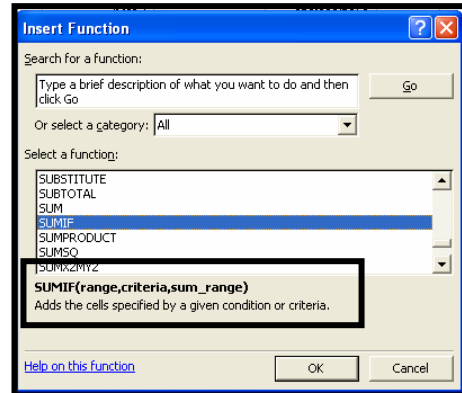 Insert Function
Search for a function:
Type a brief description of what you want to do and then
click Go
Go
Or select a category: All
Select a function:
SUBSTITUTE
SUBTOTAL
SUM
SUMIF
SUMPRODUCT
SUMSQ
SUMX2MY2
SUMIF(range,criteria,sum_range)
Adds the cells specified by a given condition or criteria.
Help on this function
OK
Cancel